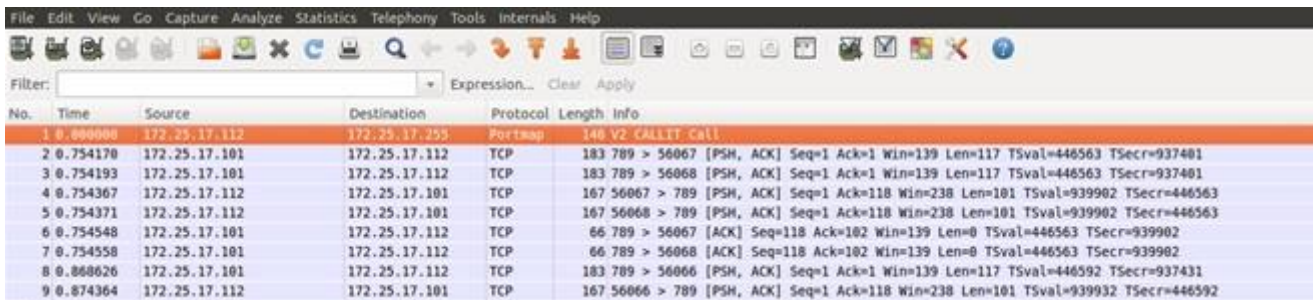 File Edit View Go Capture Analyze Statistics Telephony Tools Internals Help
Filter: Expression... Clear Apply
No. Time Source Destination Protocol Length Info
1 0.000000 172.25.17.112 172.25.17.255 Portmap 146 V2 CALLIT Call
2 0.754170 172.25.17.101 172.25.17.112 TCP 183 789 > 56067 [PSH, ACK] Seq=1 Ack=1 Win=139 Len=117 TSval=446563 TSecr=937401
3 0.754193 172.25.17.101 172.25.17.112 TCP 183 789 > 56068 [PSH, ACK] Seq=1 Ack=1 Win=139 Len=117 TSval=446563 TSecr=937401
4 0.754367 172.25.17.112 172.25.17.101 TCP 167 56067 > 789 [PSH, ACK] Seq=1 Ack=118 Win=238 Len=101 TSval=939902 TSecr=446563
5 0.754371 172.25.17.112 172.25.17.101 TCP 167 56068 > 789 [PSH, ACK] Seq=1 Ack=118 Win=238 Len=101 TSval=939902 TSecr=446563
6 0.754548 172.25.17.101 172.25.17.112 TCP 66 789 > 56067 [ACK] Seq=118 Ack=102 Win=139 Len=0 TSval=446563 TSecr=939902
7 0.754558 172.25.17.101 172.25.17.112 TCP 66 789 > 56068 [ACK] Seq=118 Ack=102 Win=139 Len=0 TSval=446563 TSecr=939902
8 0.868626 172.25.17.101 172.25.17.112 TCP 183 789 > 56066 [PSH, ACK] Seq=1 Ack=1 Win=139 Len=117 TSval=446592 TSecr=937431
9 0.874364 172.25.17.112 172.25.17.101 TCP 167 56066 > 789 [PSH, ACK] Seq=1 Ack=118 Win=238 Len=101 TSval=939932 TSecr=446592